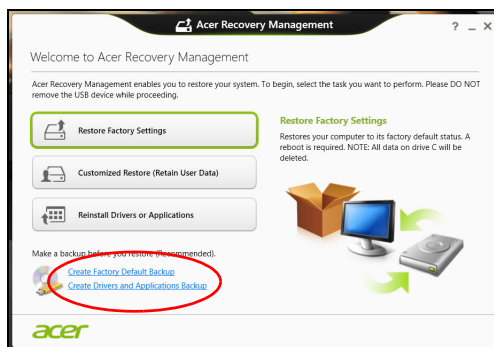 Acer Recovery Management
? _ X
Welcome to Acer Recovery Management
Acer Recovery Management enables you to restore your system. To begin, select the task you want to perform. Please DO NOT
remove the USB device while proceeding.
Restore Factory Settings
Customized Restore (Retain User Data)
Reinstall Drivers or Applications
Restore Factory Settings
Restores your computer to its factory default status. A
reboot is required. NOTE: All data on drive C will be
deleted.
Make a backup before you restore (Recommended).
Create Factory Default Backup
Create Drivers and Applications Backup
acer